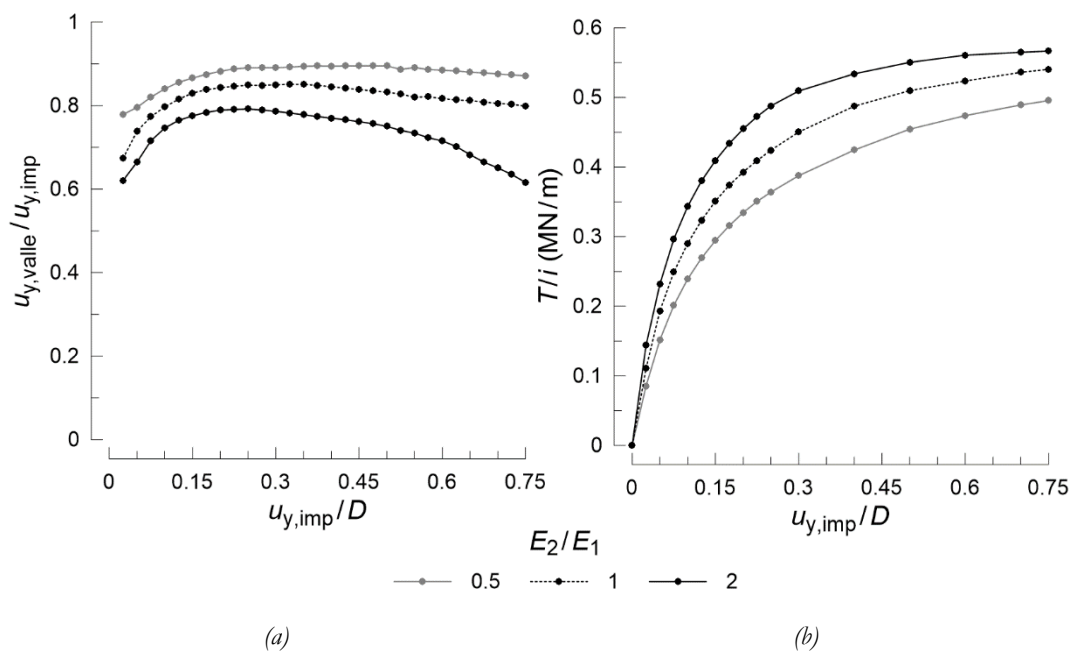 1
0.8
0.6
0.4
0.2
0
u_y,valle / u_y,imp
0 0.15 0.3 0.45 0.6 0.75
u_y,imp / D
0.6
0.5
0.4
0.3
0.2
0.1
0
T/i (MN/m)
0 0.15 0.3 0.45 0.6 0.75
u_y,imp / D
E_2 / E_1
0.5 1 2
(a) (b)